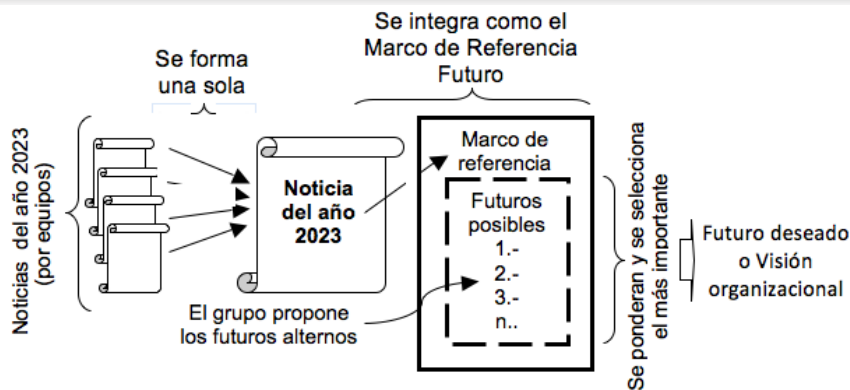 Noticias del año 2023
(por equipos)
Se forma
una sola
Noticia
del año
2023
Se integra como el
Marco de Referencia
Futuro
Marco de
referencia
Futuros
posibles
1.-
2.-
3.-
n..
El grupo propone
los futuros alternos
Se ponderan y se selecciona
el más importante
Futuro deseado
o Visión
organizacional